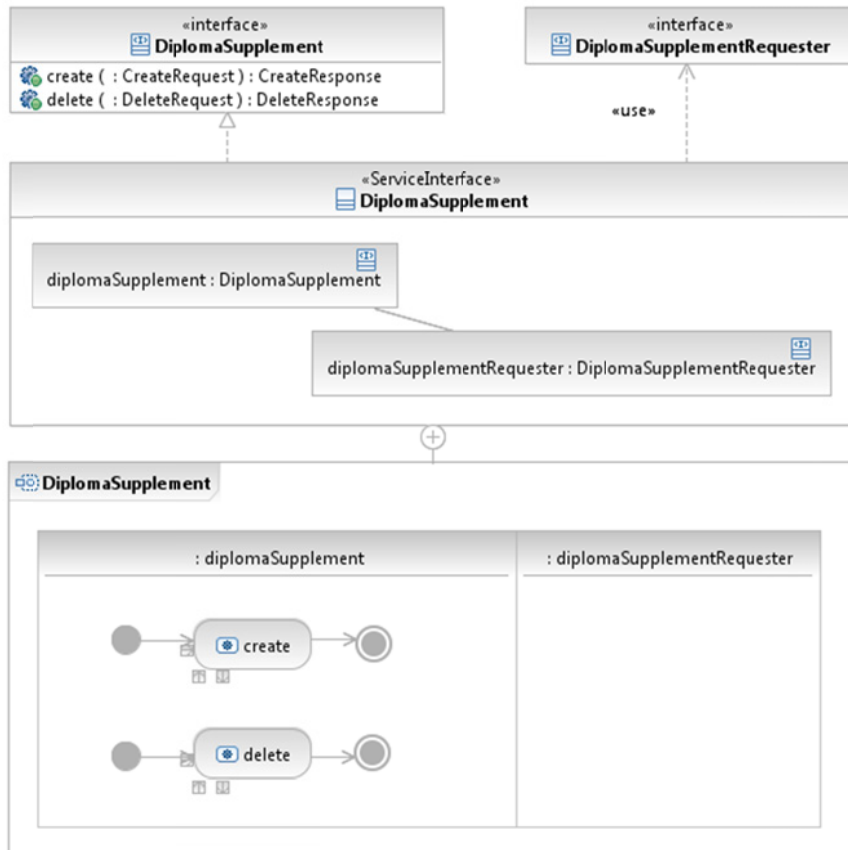 «interface»
DiplomaSupplement
create ( : CreateRequest ) : CreateResponse
delete ( : DeleteRequest ) : DeleteResponse
«interface»
DiplomaSupplementRequester
«use»
«ServiceInterface»
DiplomaSupplement
diplomaSupplement : DiplomaSupplement
diplomaSupplementRequester : DiplomaSupplementRequester
DiplomaSupplement
: diplomaSupplement
: diplomaSupplementRequester
create
delete